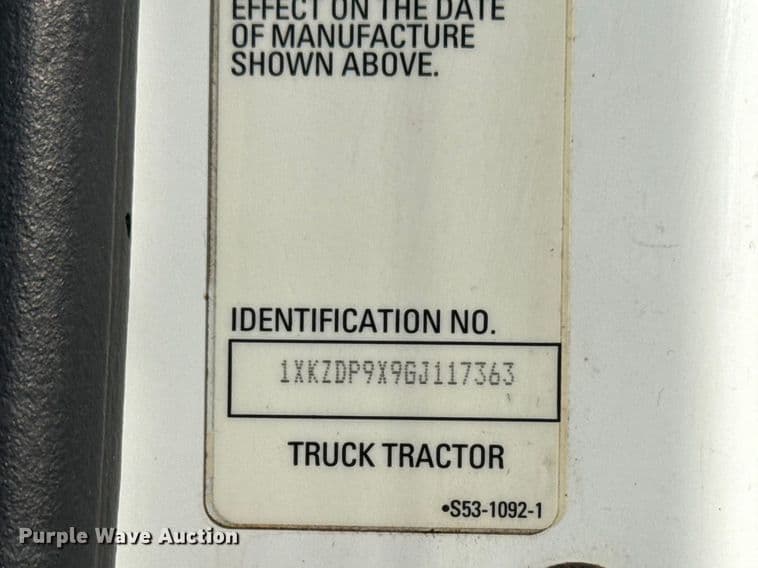 EFFECT ON THE DATE
OF MANUFACTURE
SHOWN ABOVE.
IDENTIFICATION NO.
1XKZDP9X9GJ117363
TRUCK TRACTOR
•S53-1092-1
Purple Wave Auction